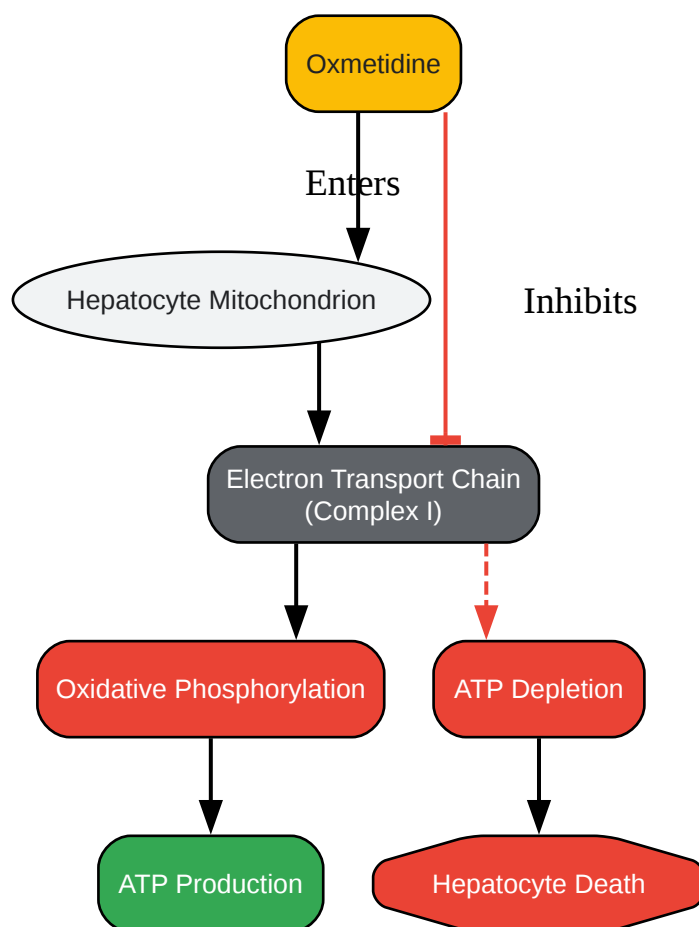 Oxmetidine
Enters
Hepatocyte Mitochondrion
Inhibits
Electron Transport Chain
(Complex I)
Oxidative Phosphorylation
ATP Depletion
ATP Production
Hepatocyte Death